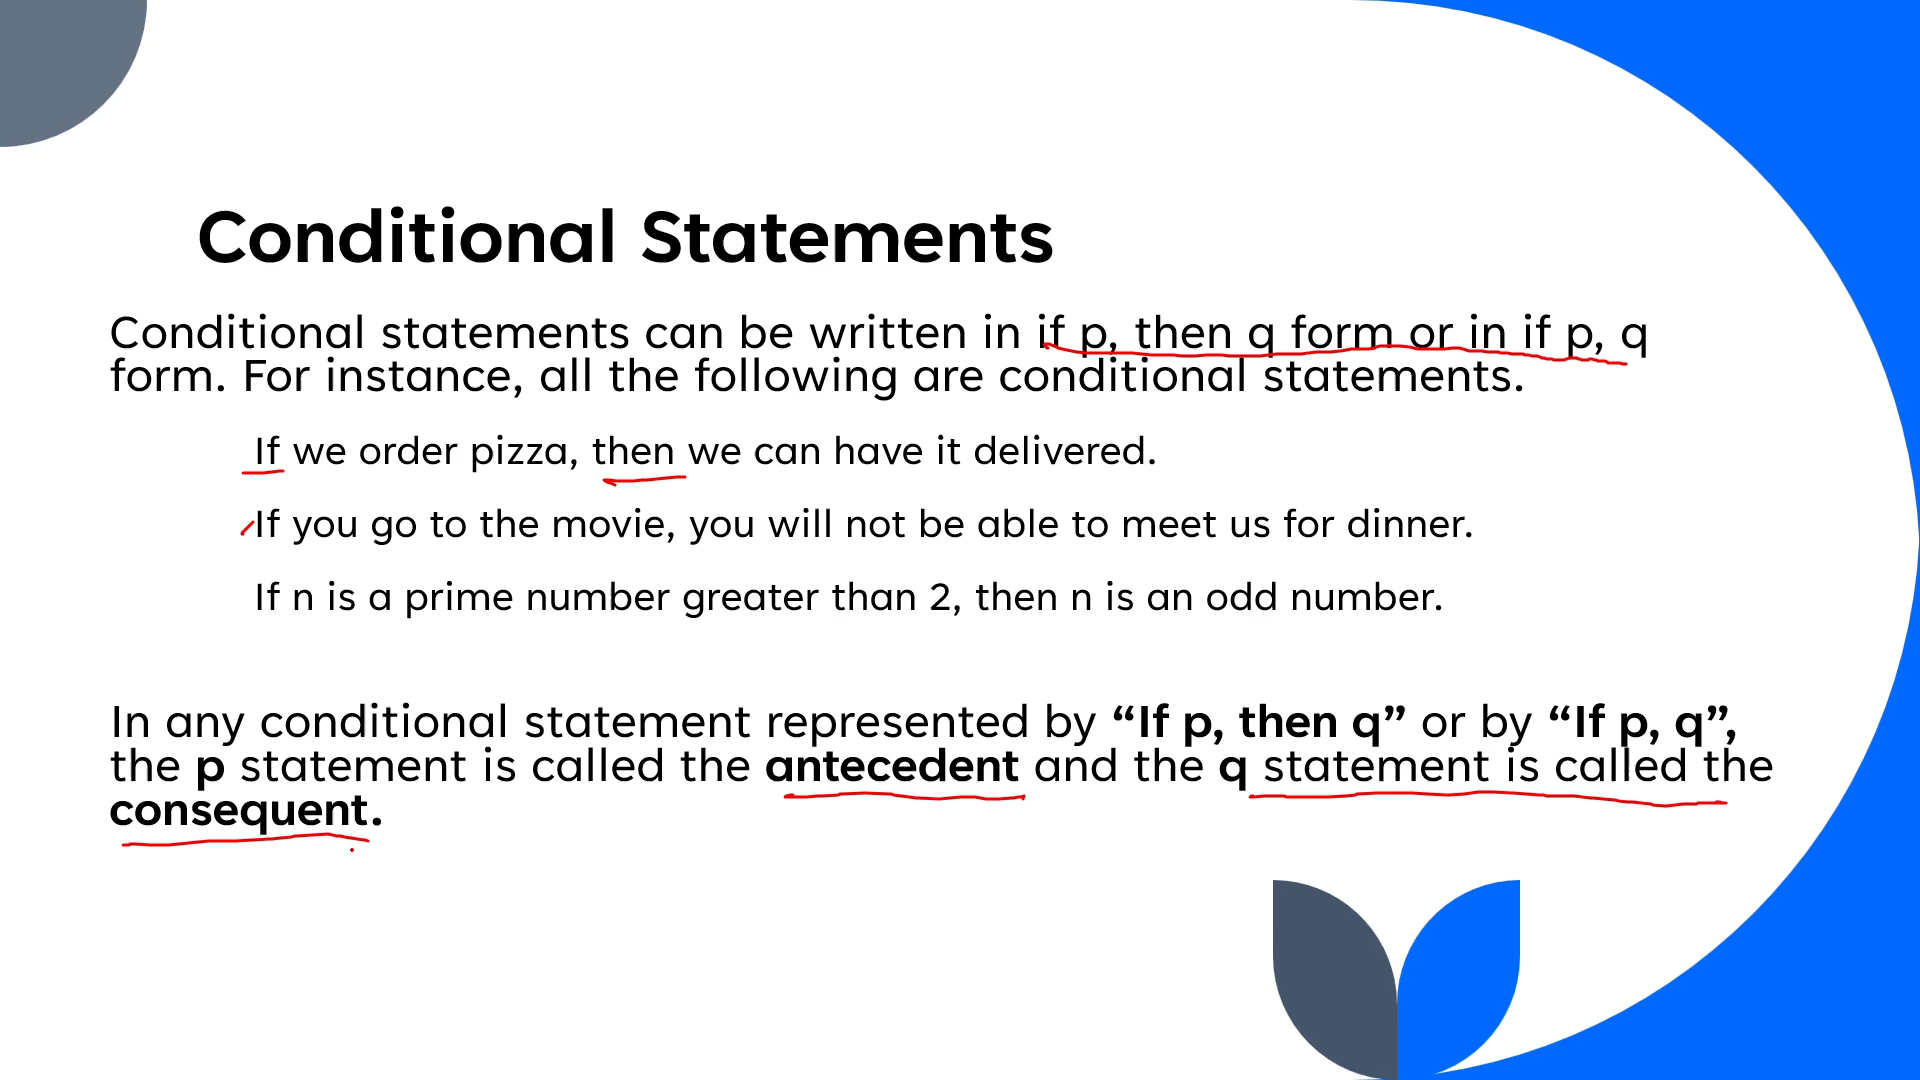 Conditional Statements
Conditional statements can be written in if p, then q form or in if p, q
form. For instance, all the following are conditional statements.
If we order pizza, then we can have it delivered.
If you go to the movie, you will not be able to meet us for dinner.
If n is a prime number greater than 2, then n is an odd number.
In any conditional statement represented by “If p, then q” or by “If p, q”,
the p statement is called the antecedent and the q statement is called the
consequent.